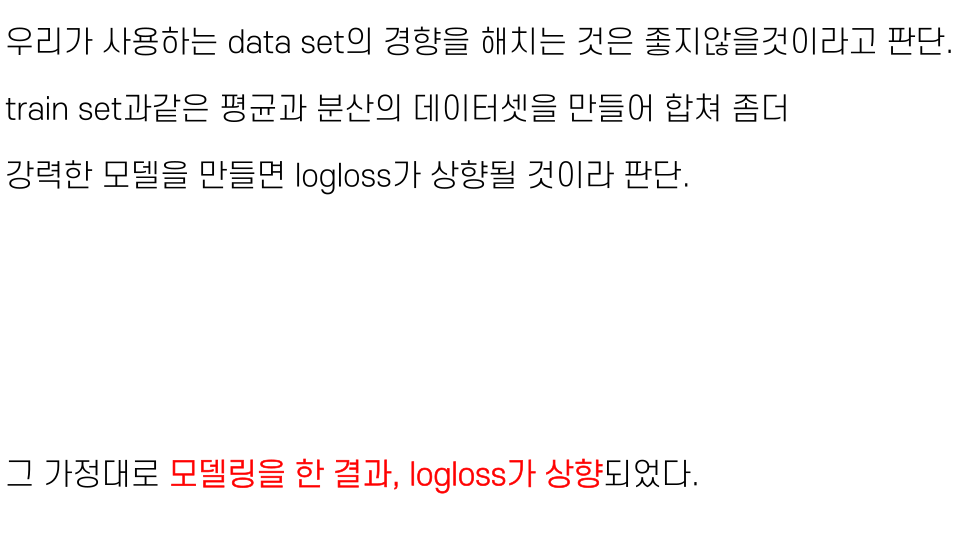 우리가 사용하는 data set의 경향을 해치는 것은 좋지않을것이라고 판단.
train set과같은 평균과 분산의 데이터셋을 만들어 합쳐 좀더
강력한 모델을 만들면 logloss가 상향될 것이라 판단.
그 가정대로 모델링을 한 결과, logloss가 상향되었다.